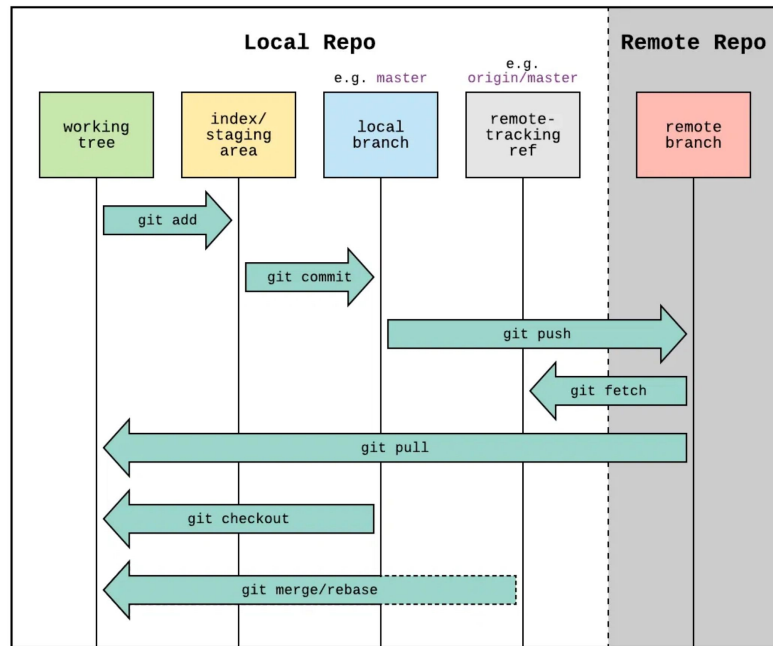 Local Repo
Remote Repo
e.g. master
e.g.
origin/master
working
tree
index/
staging
area
local
branch
remote-
tracking
ref
remote
branch
git add
git commit
git push
git fetch
git pull
git checkout
git merge/rebase